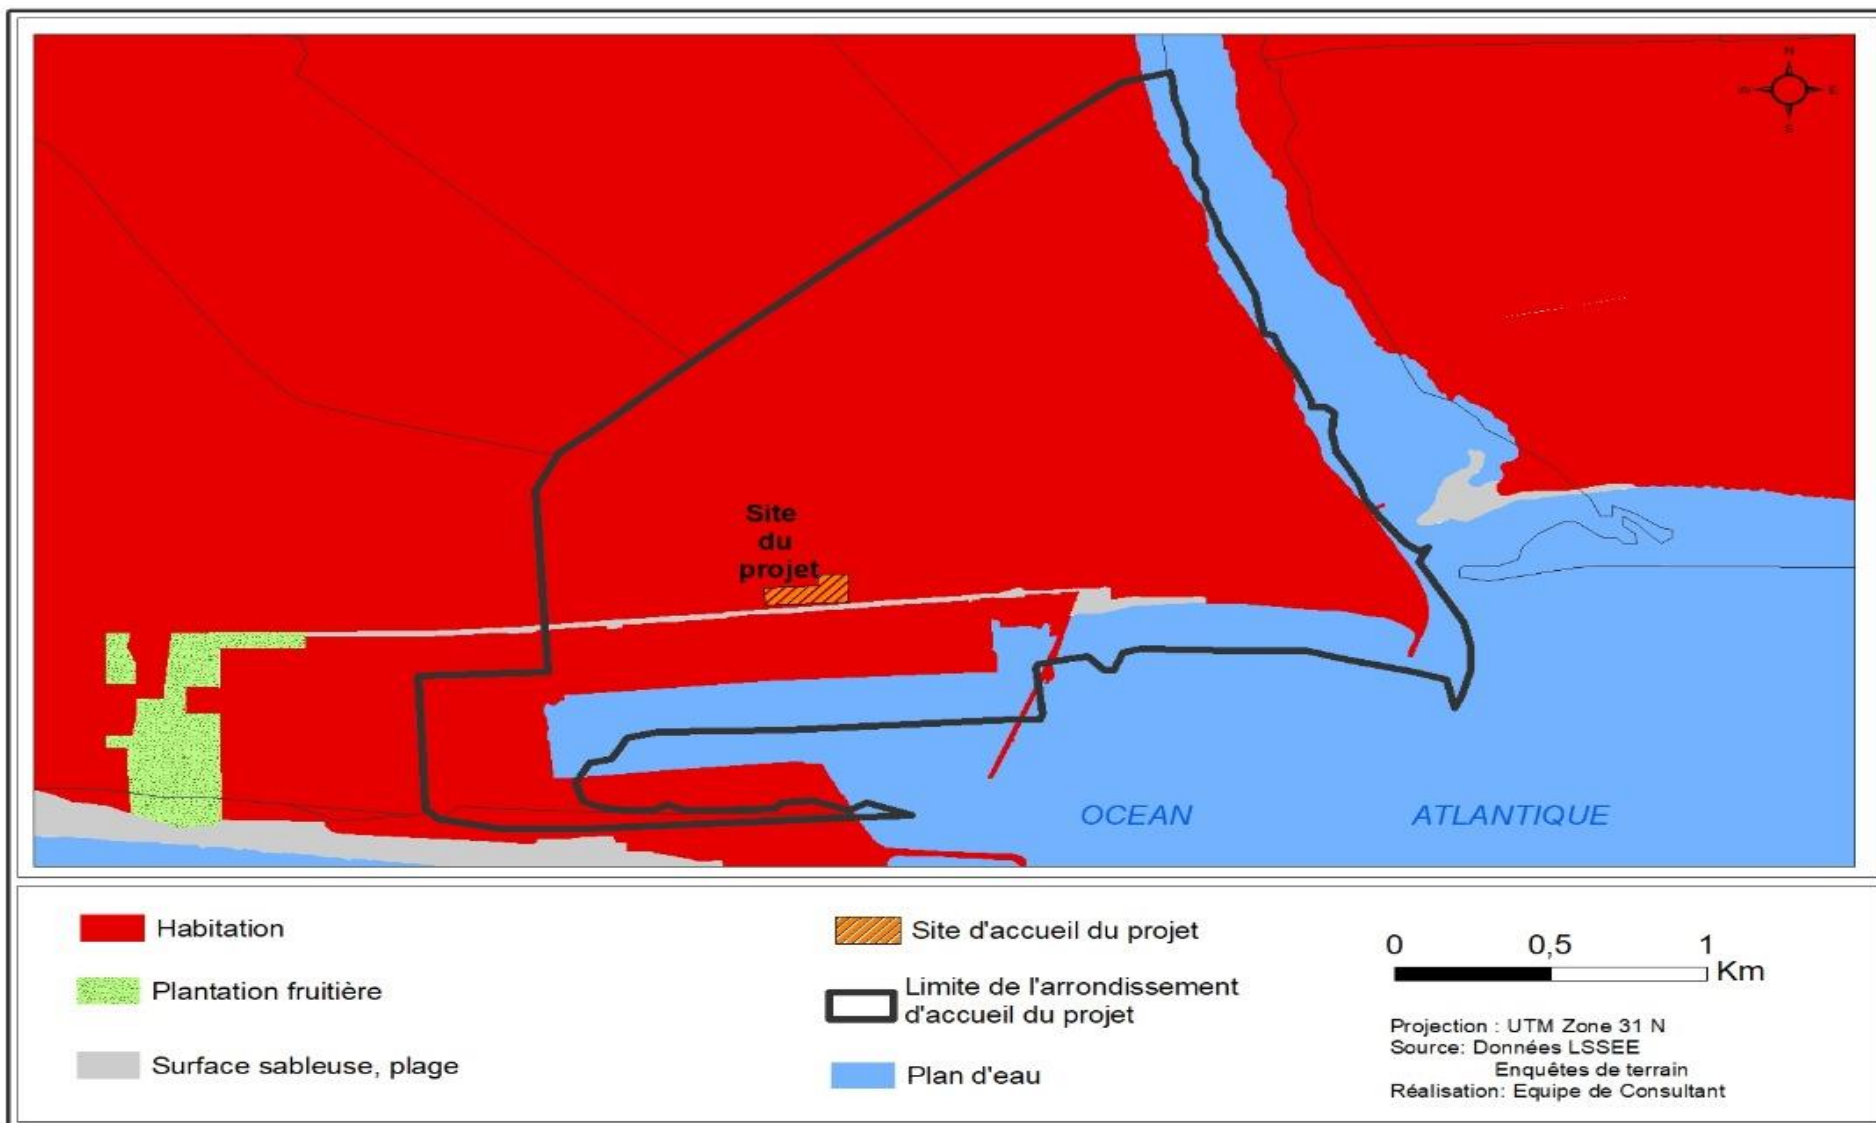 N
E
S
Site
du
projet
OCEAN ATLANTIQUE
Habitation
Plantation fruitière
Surface sableuse, plage
Site d'accueil du projet
Limite de l'arrondissement
d'accueil du projet
Plan d'eau
0 0,5 1
Km
Projection : UTM Zone 31 N
Source: Données LSSEE
Enquêtes de terrain
Réalisation: Equipe de Consultant